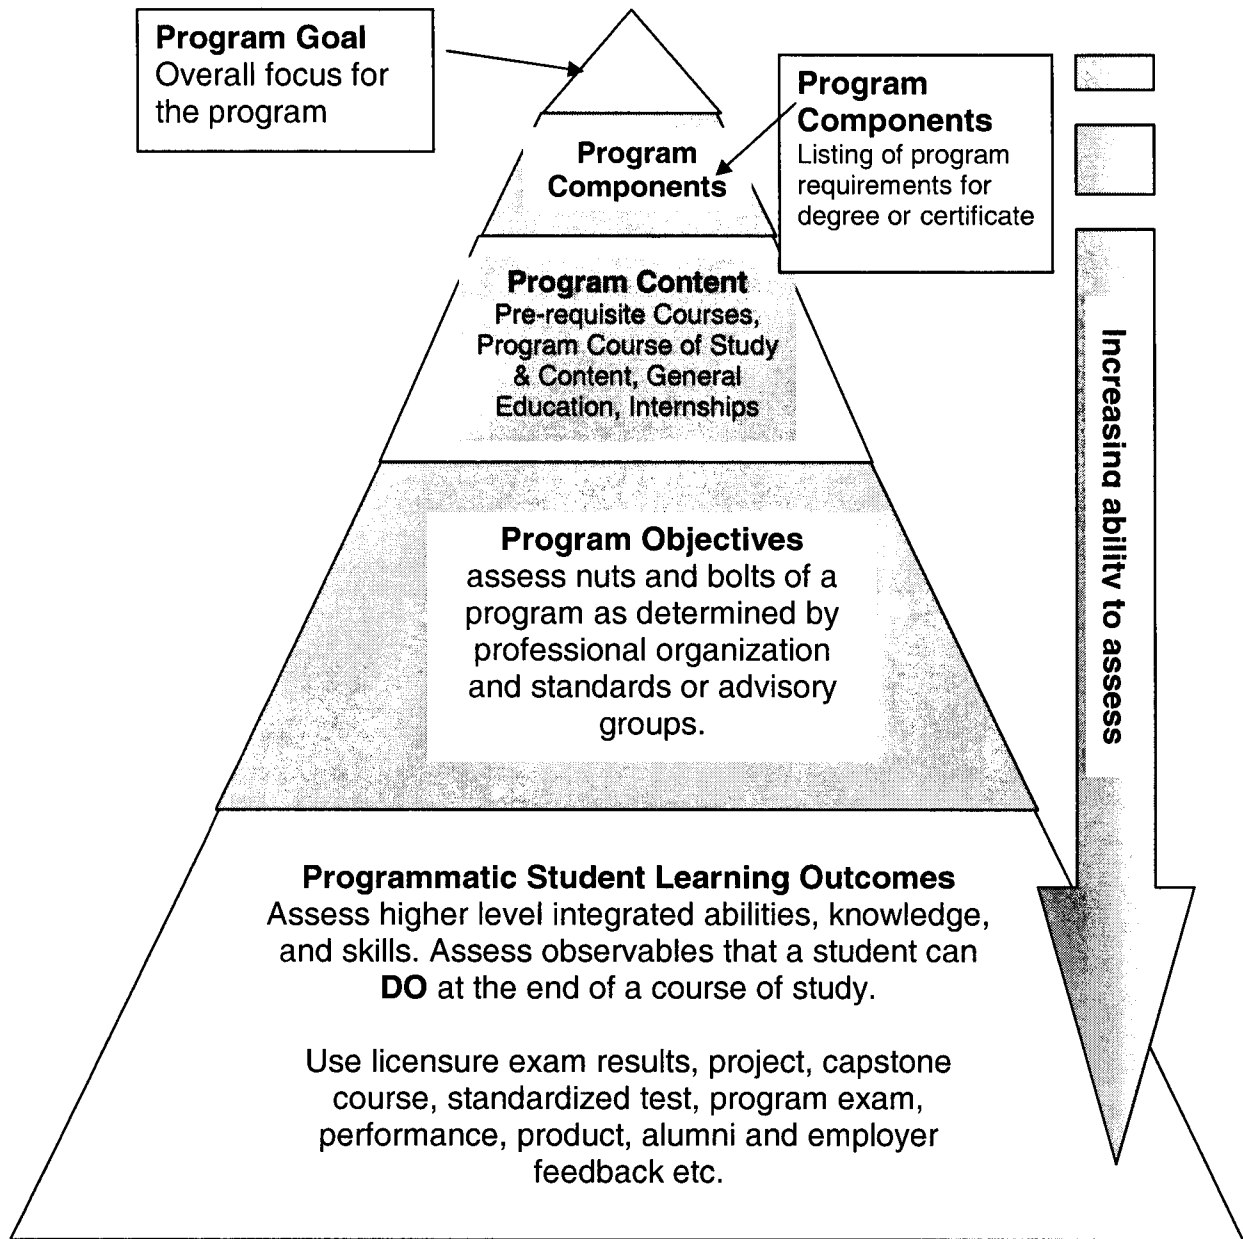 Program Goal
Overall focus for
the program
Program
Components
Listing of program
requirements for
degree or certificate
Program
Components
Program Content
Pre-requisite Courses,
Program Course of Study
& Content, General
Education, Internships
Program Objectives
assess nuts and bolts of a
program as determined by
professional organization
and standards or advisory
groups.
Increasing ability to assess
Programmatic Student Learning Outcomes
Assess higher level integrated abilities, knowledge,
and skills. Assess observables that a student can
DO at the end of a course of study.
Use licensure exam results, project, capstone
course, standardized test, program exam,
performance, product, alumni and employer
feedback etc.